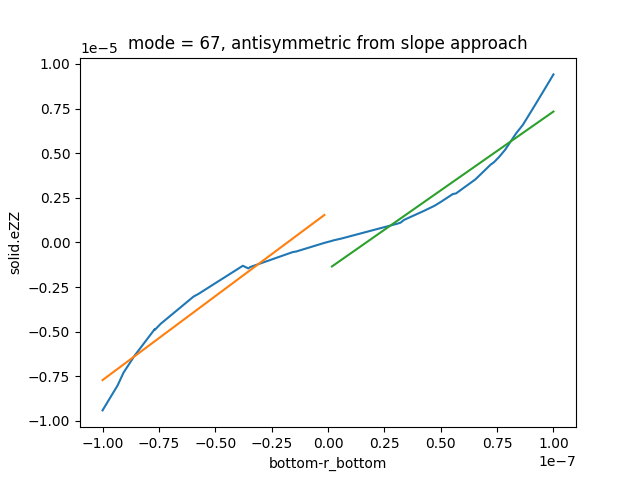 mode = 67, antisymmetric from slope approach
1e−5
1.00
0.75
0.50
0.25
0.00
−0.25
−0.50
−0.75
−1.00
solid.eZZ
−1.00 −0.75 −0.50 −0.25 0.00 0.25 0.50 0.75 1.00
bottom-r_bottom
1e−7